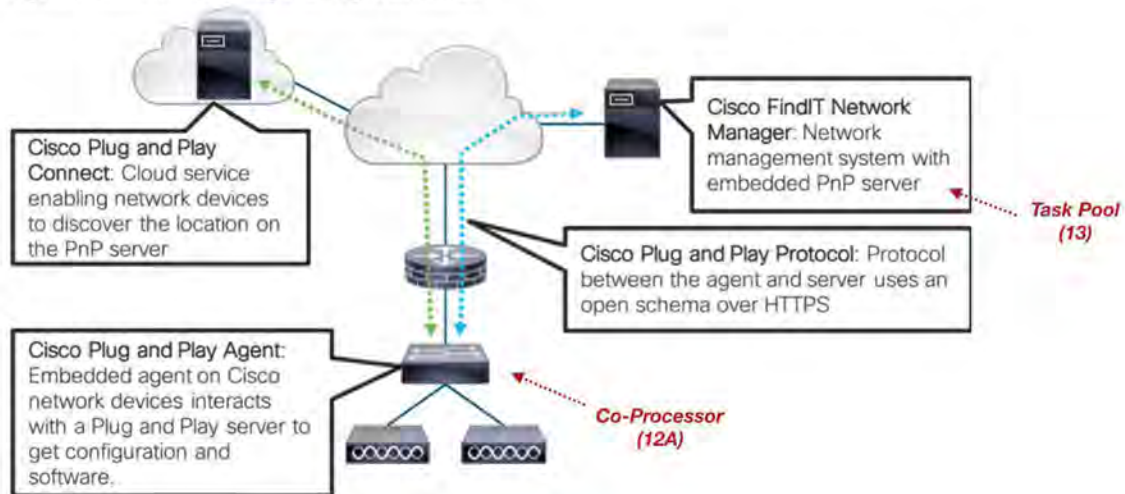 Cisco Plug and Play
Connect: Cloud service
enabling network devices
to discover the location on
the PnP server
Cisco FindIT Network
Manager: Network
management system with
embedded PnP server
Task Pool
(13)
Cisco Plug and Play Protocol: Protocol
between the agent and server uses an
open schema over HTTPS
Cisco Plug and Play Agent:
Embedded agent on Cisco
network devices interacts
with a Plug and Play server to
get configuration and
software.
Co-Processor
(12A)